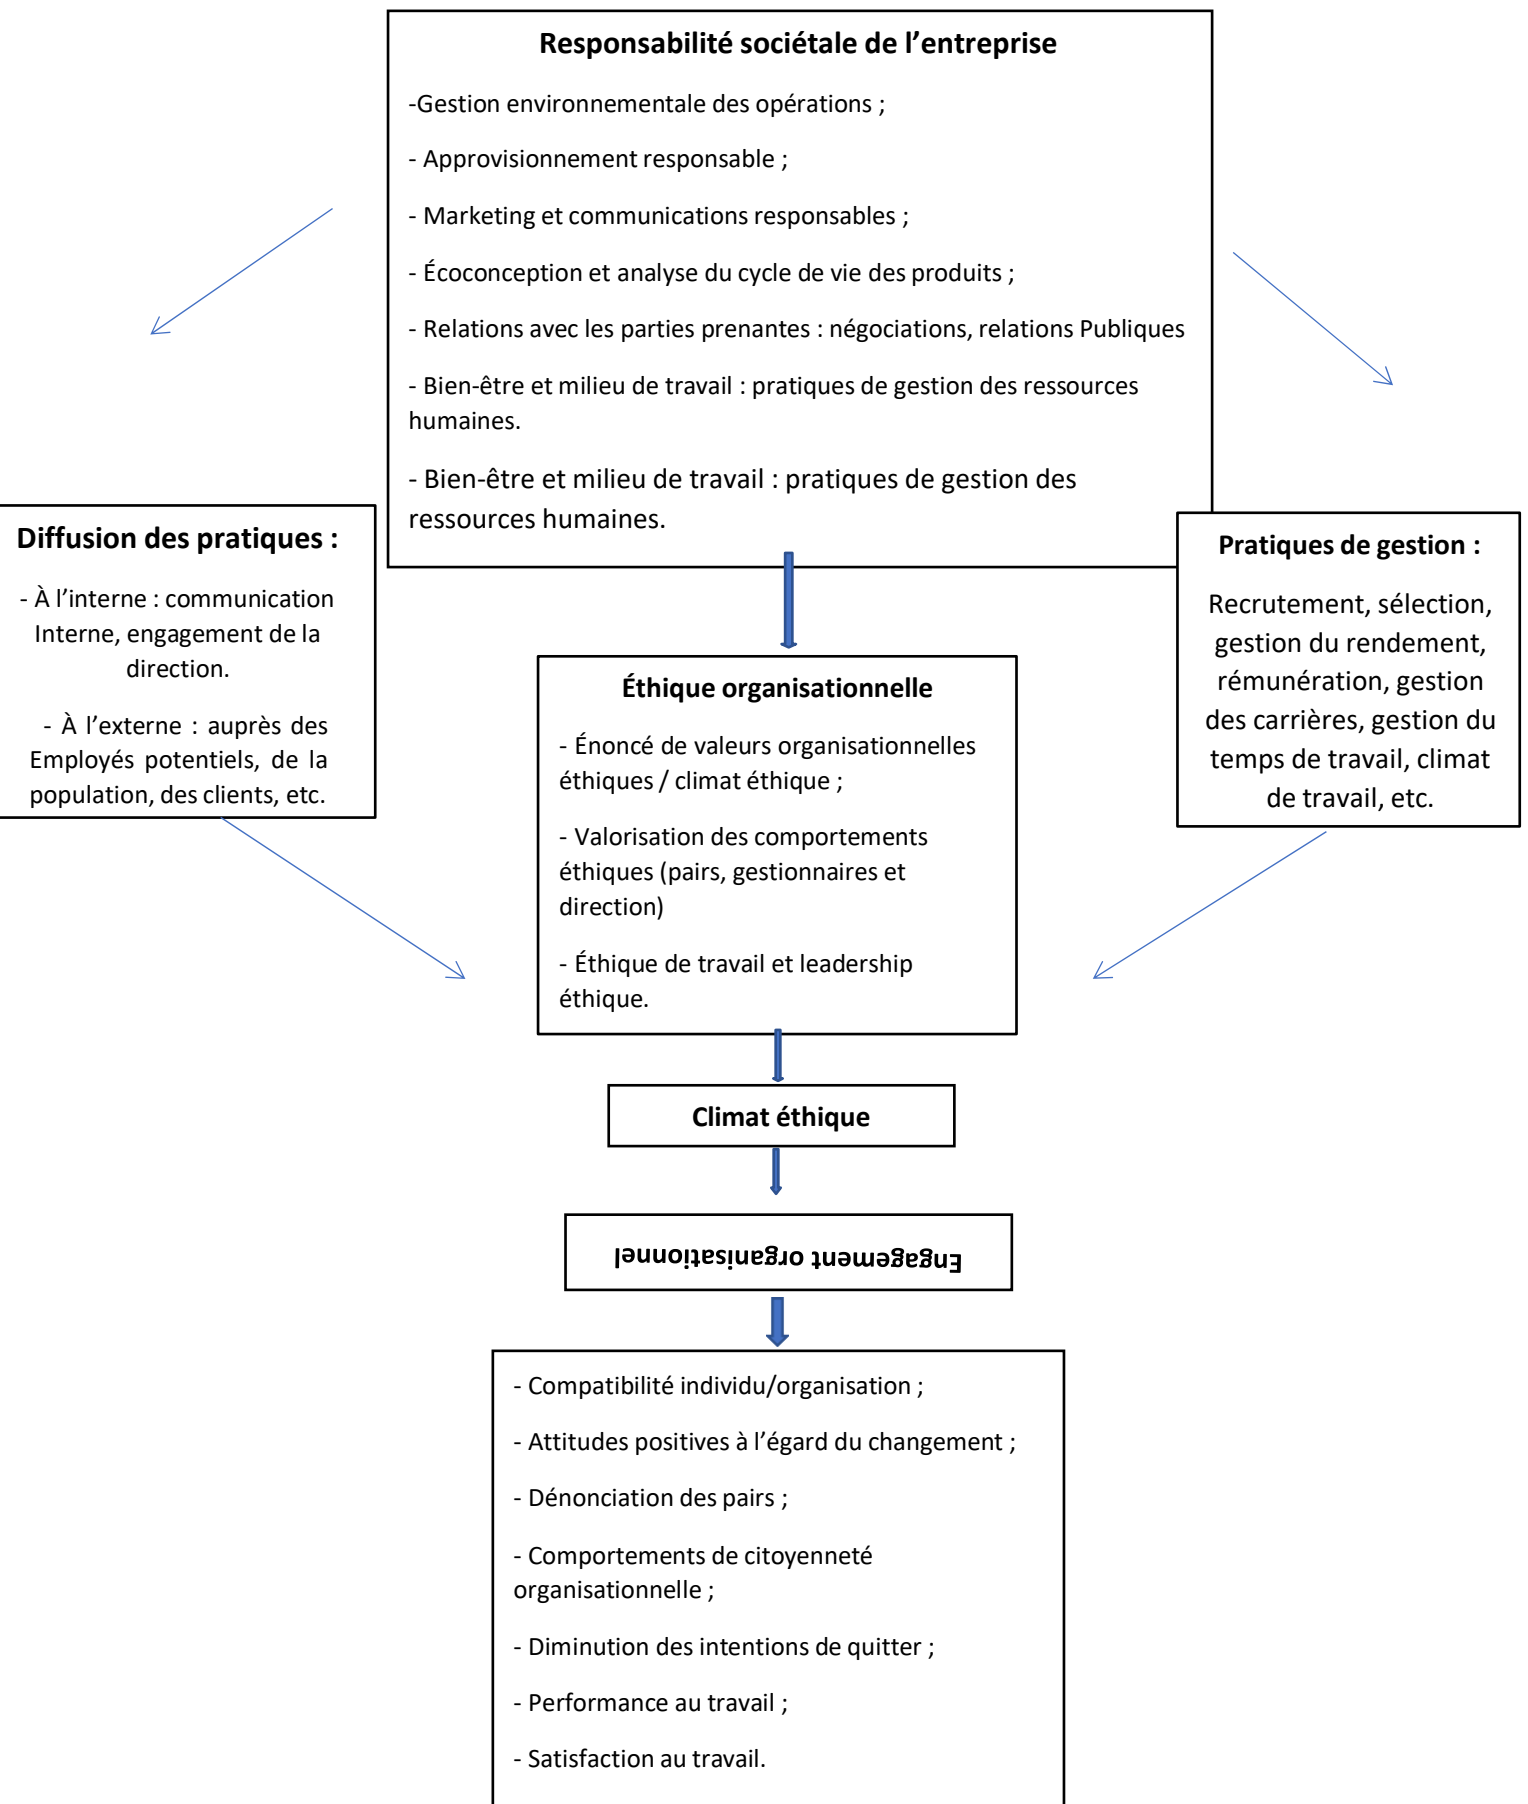 Responsabilité sociétale de l’entreprise
-Gestion environnementale des opérations ;
- Approvisionnement responsable ;
- Marketing et communications responsables ;
- Écoconception et analyse du cycle de vie des produits ;
- Relations avec les parties prenantes : négociations, relations Publiques
- Bien-être et milieu de travail : pratiques de gestion des ressources
humaines.
- Bien-être et milieu de travail : pratiques de gestion des
ressources humaines.
Diffusion des pratiques :
- À l’interne : communication
Interne, engagement de la
direction.
- À l’externe : auprès des
Employés potentiels, de la
population, des clients, etc.
Pratiques de gestion :
Recrutement, sélection,
gestion du rendement,
rémunération, gestion
des carrières, gestion du
temps de travail, climat
de travail, etc.
Éthique organisationnelle
- Énoncé de valeurs organisationnelles
éthiques / climat éthique ;
- Valorisation des comportements
éthiques (pairs, gestionnaires et
direction)
- Éthique de travail et leadership
éthique.
Climat éthique
Engagement organisationnel
- Compatibilité individu/organisation ;
- Attitudes positives à l’égard du changement ;
- Dénonciation des pairs ;
- Comportements de citoyenneté
organisationnelle ;
- Diminution des intentions de quitter ;
- Performance au travail ;
- Satisfaction au travail.